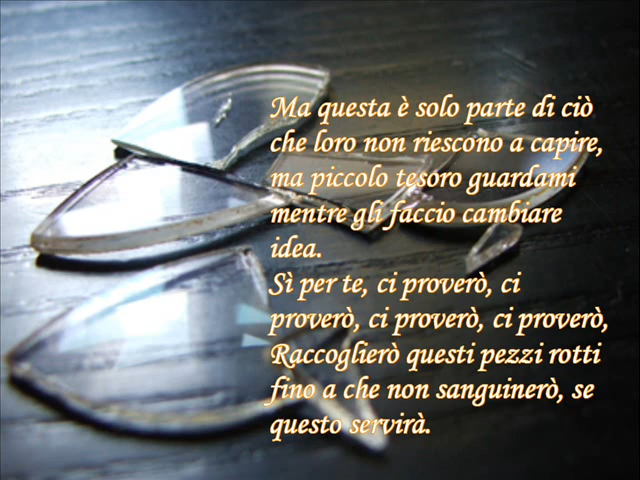 Ma questa è solo parte di ciò
che loro non riescono a capire,
ma piccolo tesoro guardami
mentre gli faccio cambiare
idea.
Sì per te, ci proverò, ci
proverò, ci proverò, ci proverò,
Raccoglierò questi pezzi rotti
fino a che non sanguinerò, se
questo servirà.